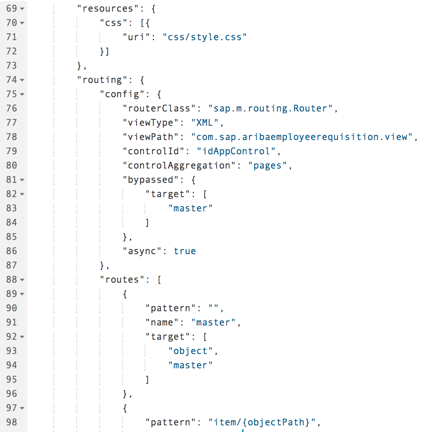 69 "resources": {
70 "css": [{
71 "uri": "css/style.css"
72 }]
73 },
74 "routing": {
75 "config": {
76 "routerClass": "sap.m.routing.Router",
77 "viewType": "XML",
78 "viewPath": "com.sap.aribaemployeerequisition.view",
79 "controlId": "idAppControl",
80 "controlAggregation": "pages",
81 "bypassed": {
82 "target": [
83 "master"
84 ]
85 },
86 "async": true
87 },
88 "routes": [
89 {
90 "pattern": "",
91 "name": "master",
92 "target": [
93 "object",
94 "master"
95 ]
96 },
97 {
98 "pattern": "item/{objectPath}",